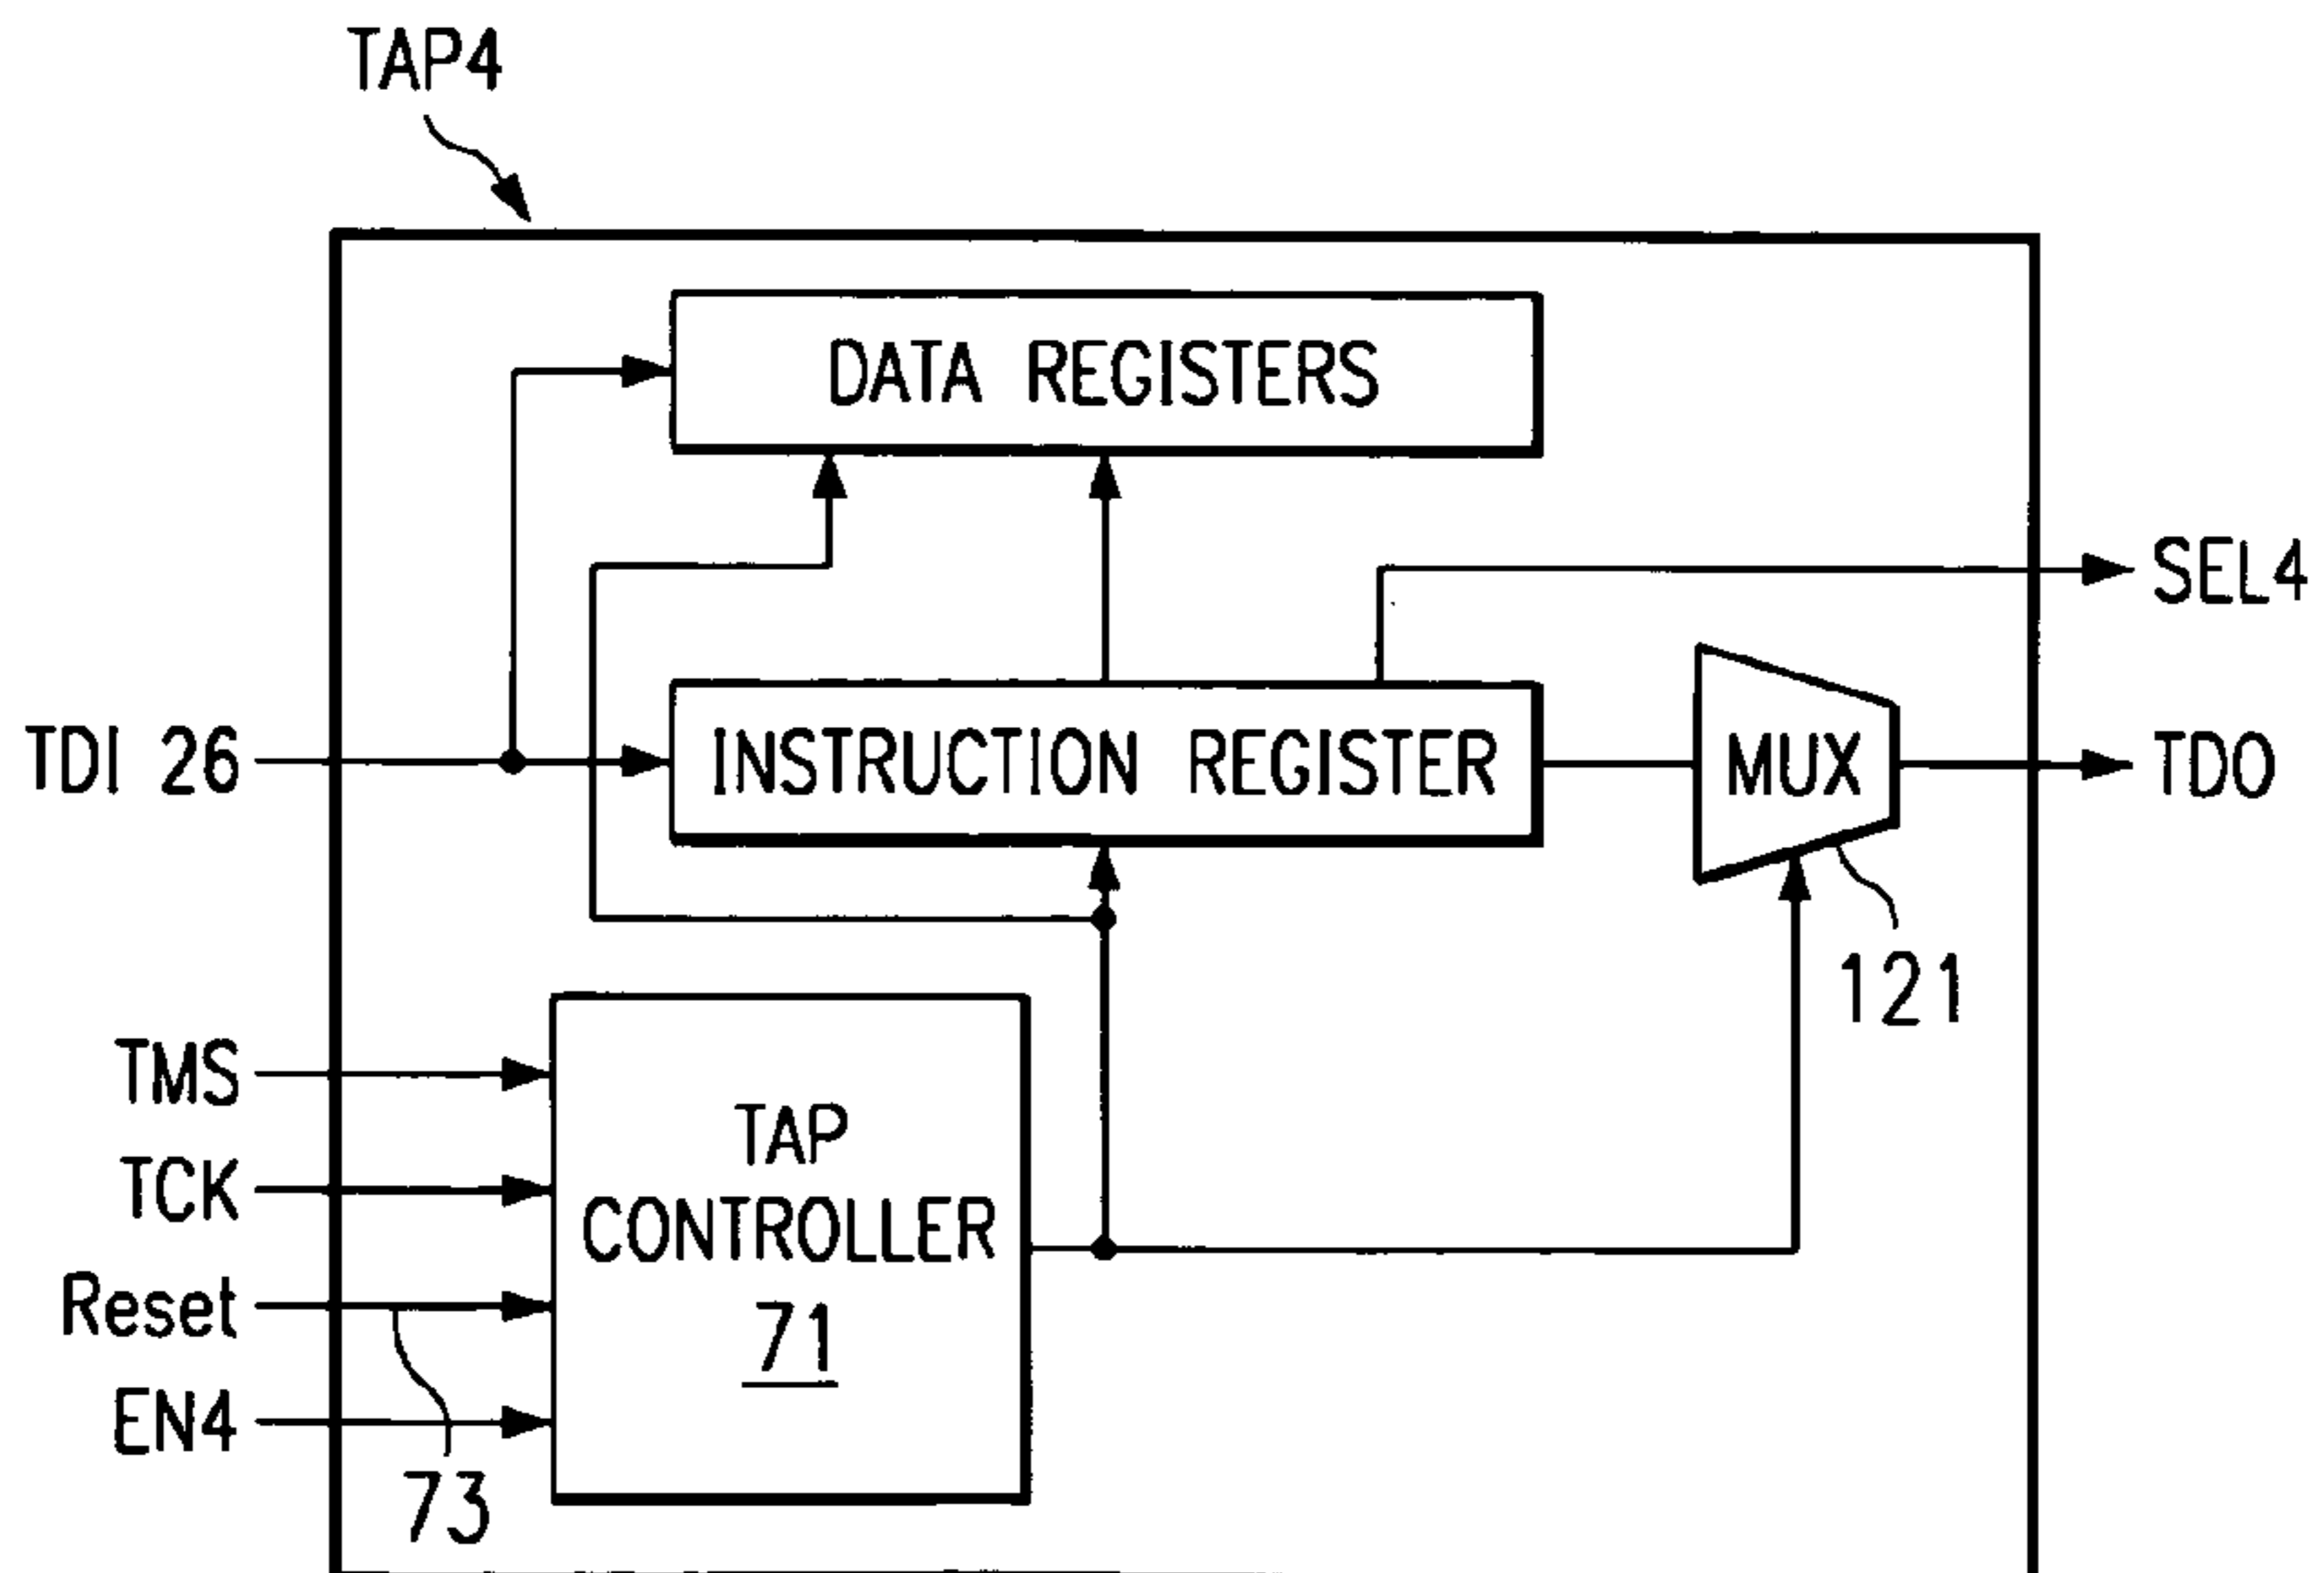 TAP4
DATA REGISTERS
SEL4
TDI 26
INSTRUCTION REGISTER
MUX
TDO
121
TMS
TCK
Reset
EN4
TAP
CONTROLLER
71
73